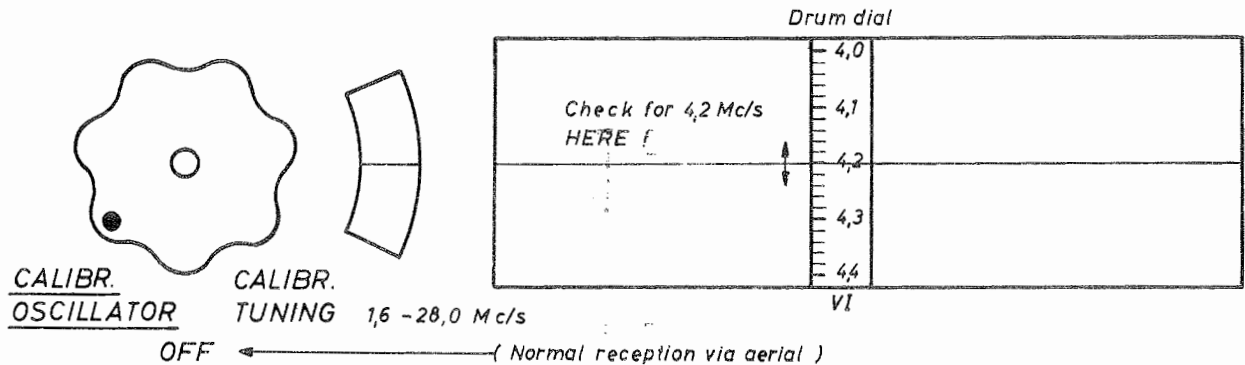 Drum dial
4,0
Check for 4,2 Mc/s
4,1
HERE !
4,2
4,3
4,4
CALIBR. CALIBR.
OSCILLATOR TUNING 1,6 - 28,0 Mc/s
VI
OFF ( Normal reception via aerial )